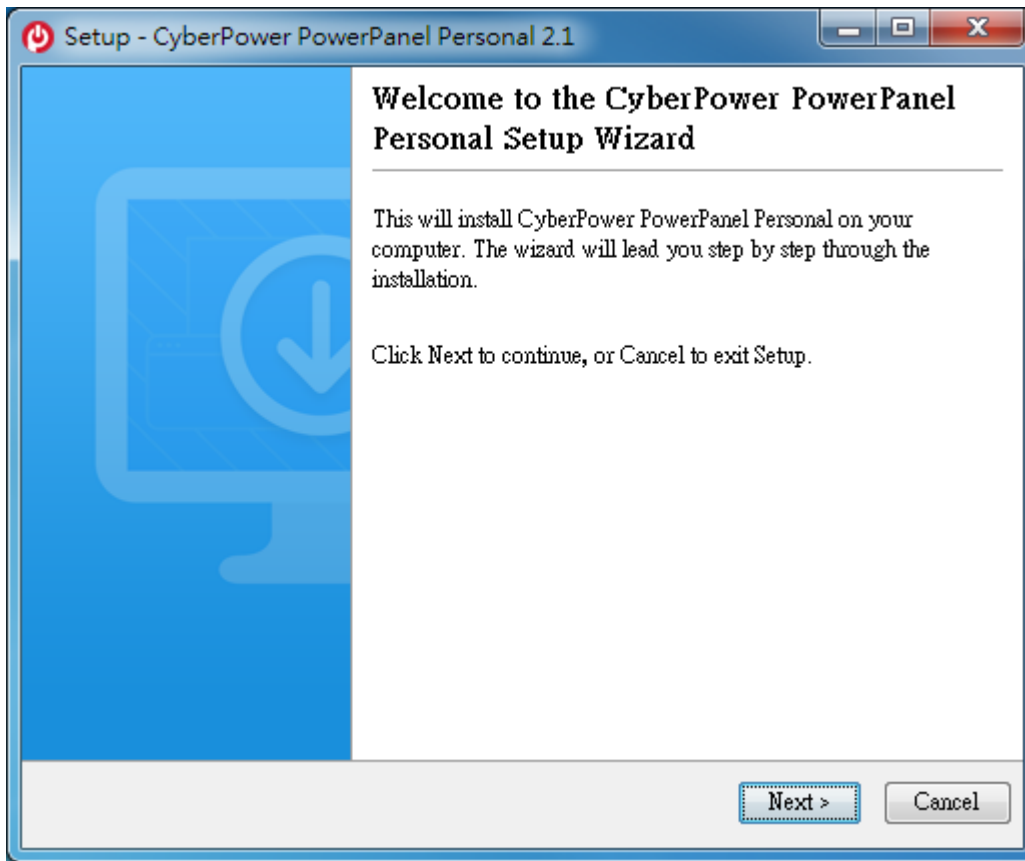 Setup - CyberPower PowerPanel Personal 2.1
Welcome to the CyberPower PowerPanel
Personal Setup Wizard
This will install CyberPower PowerPanel Personal on your
computer. The wizard will lead you step by step through the
installation.
Click Next to continue, or Cancel to exit Setup.
Next >
Cancel